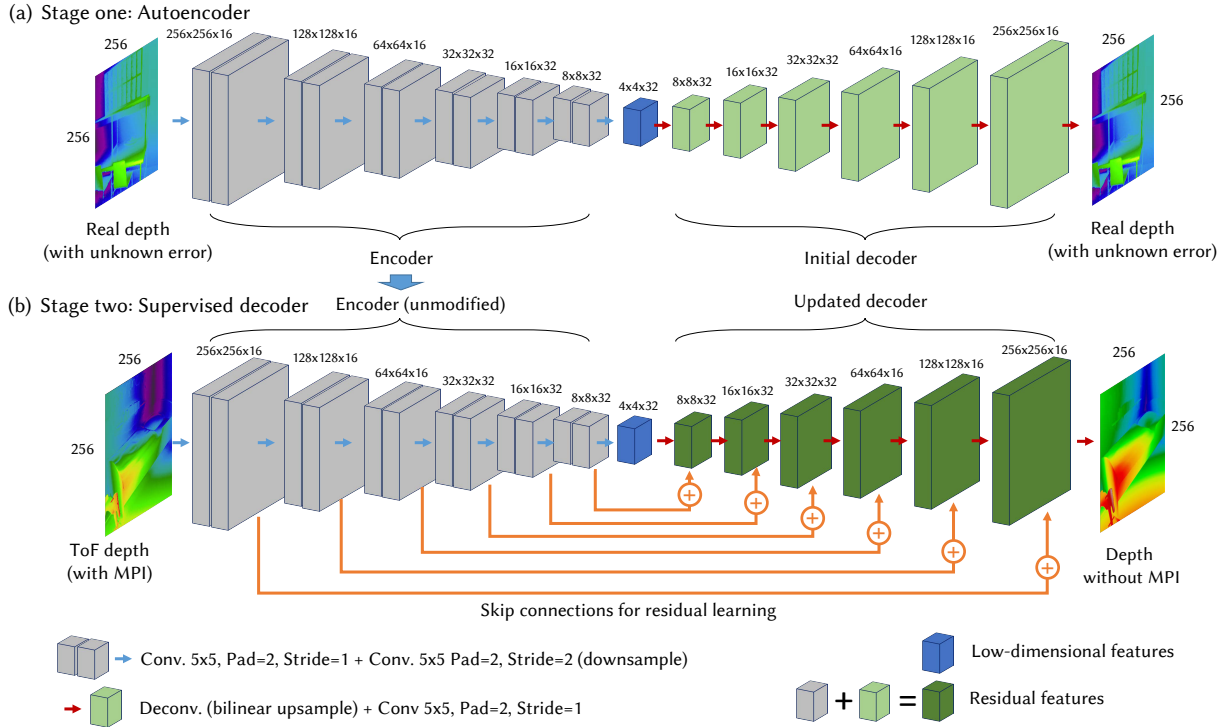 (a) Stage one: Autoencoder
256
256
256x256x16
128x128x16
64x64x16
32x32x32
16x16x32
8x8x32
4x4x32
8x8x32
16x16x32
32x32x32
64x64x16
128x128x16
256x256x16
256
256
Real depth
(with unknown error)
Encoder
Initial decoder
Real depth
(with unknown error)
(b) Stage two: Supervised decoder
Encoder (unmodified)
Updated decoder
256
256
256x256x16
128x128x16
64x64x16
32x32x32
16x16x32
8x8x32
4x4x32
8x8x32
16x16x32
32x32x32
64x64x16
128x128x16
256x256x16
256
256
ToF depth
(with MPI)
Depth
without MPI
Skip connections for residual learning
Conv. 5x5, Pad=2, Stride=1 + Conv. 5x5 Pad=2, Stride=2 (downsample)
Low-dimensional features
Deconv. (bilinear upsample) + Conv 5x5, Pad=2, Stride=1
+ = Residual features